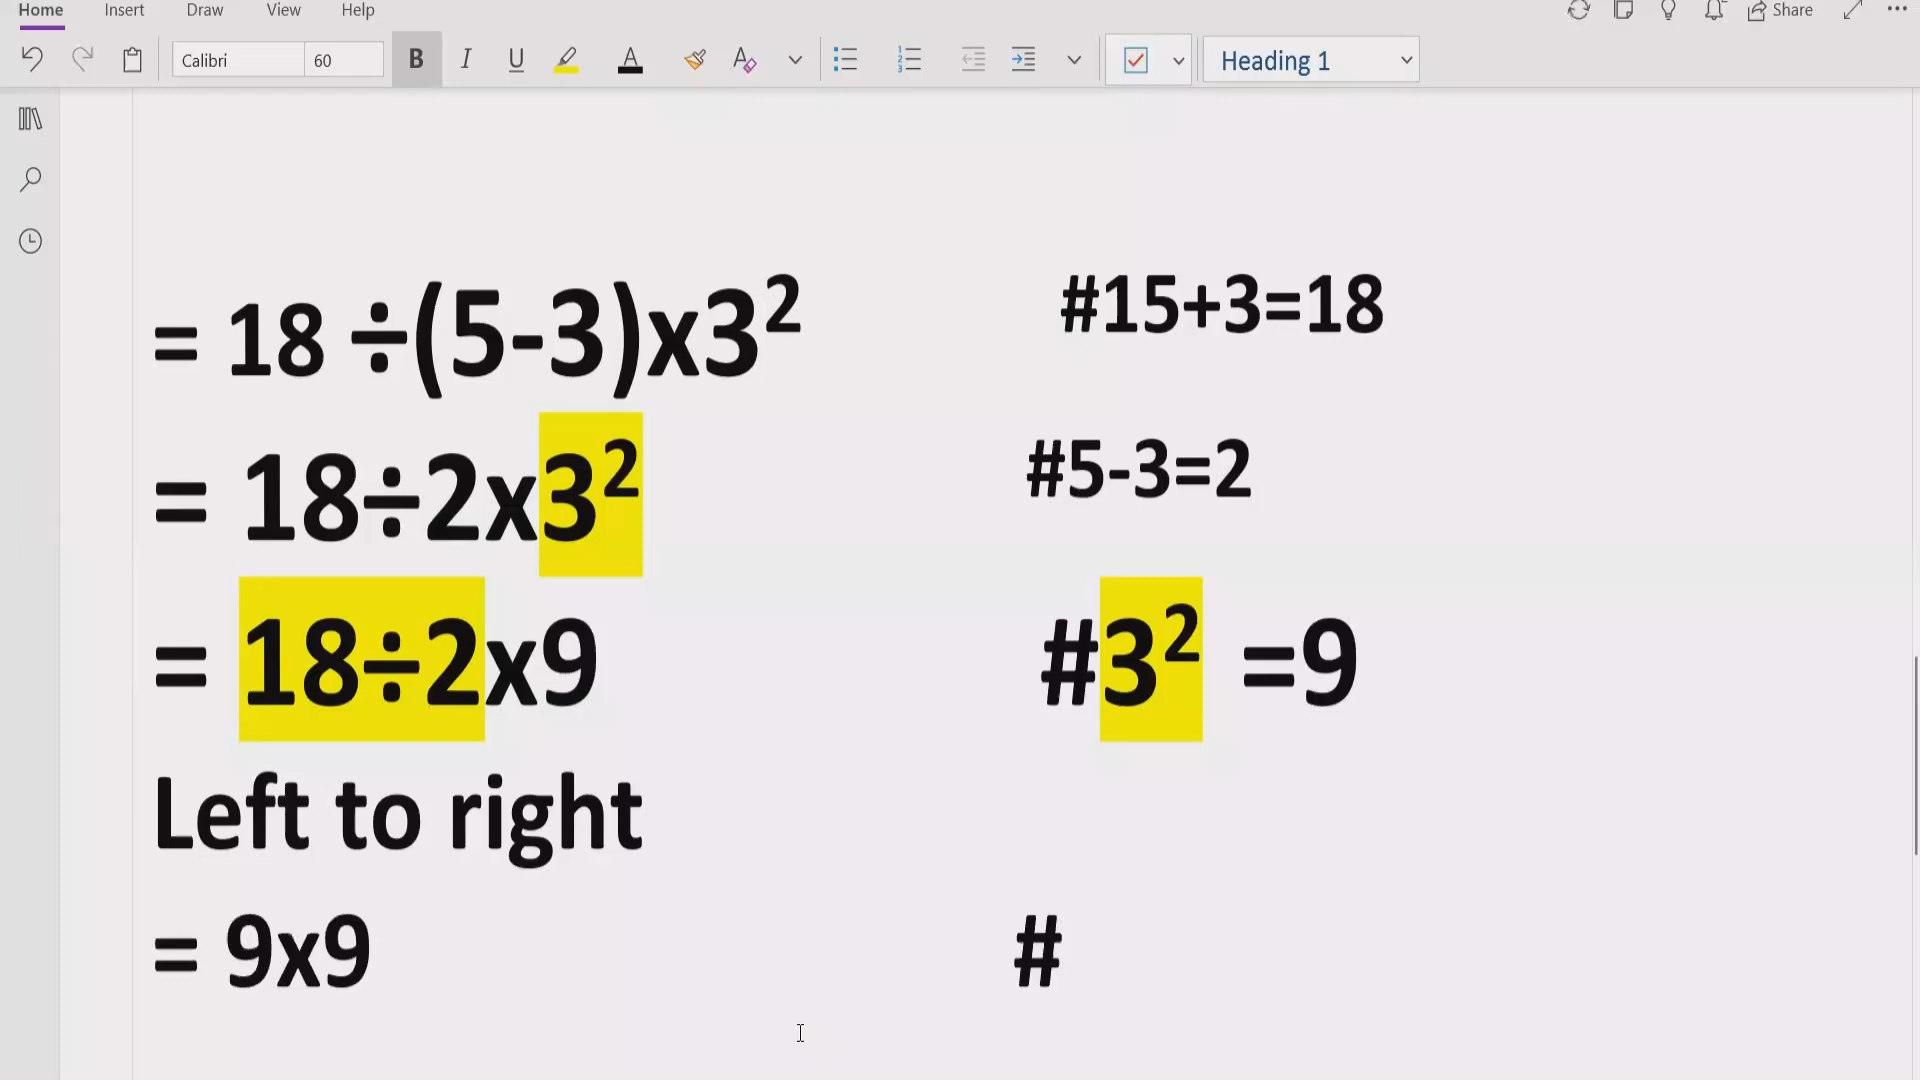 Home Insert Draw View Help Share
Calibri 60 B I U A A Heading 1
= 18 ÷(5-3)x3² #15+3=18
= 18÷2x3² #5-3=2
= 18÷2x9 #3² =9
Left to right
= 9x9 #